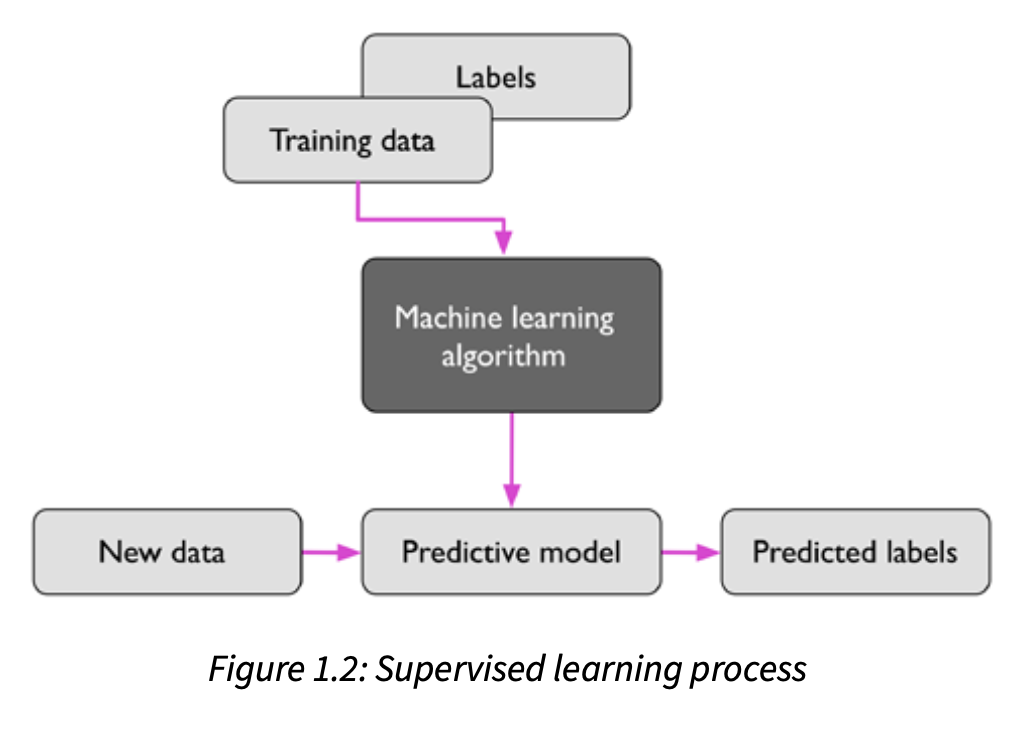 Labels
Training data
Machine learning
algorithm
New data
Predictive model
Predicted labels
Figure 1.2: Supervised learning process